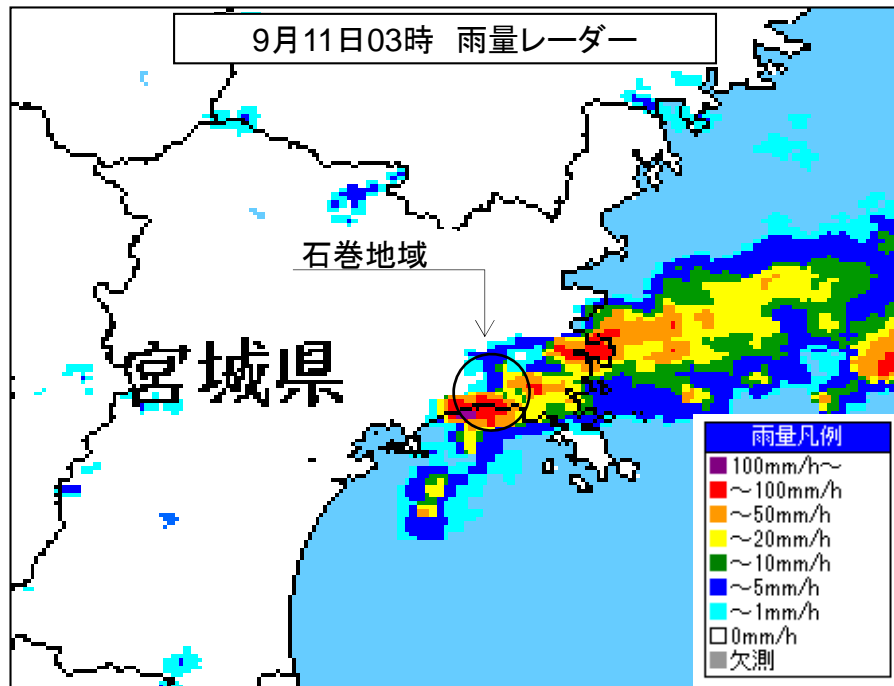 9月11日03時 雨量レーダー
石巻地域
宮城県
雨量凡例
100mm/h～
～100mm/h
～50mm/h
～20mm/h
～10mm/h
～5mm/h
～1mm/h
0mm/h
欠測